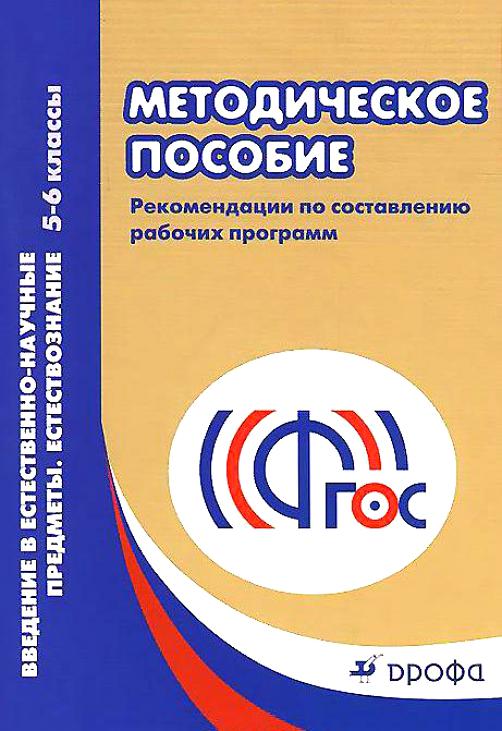 МЕТОДИЧЕСКОЕ
ПОСОБИЕ
Рекомендации по составлению
рабочих программ
ВВЕДЕНИЕ В ЕСТЕСТВЕННО-НАУЧНЫЕ
ПРЕДМЕТЫ. ЕСТЕСТВОЗНАНИЕ 5-6 классы
ФГОС
дрофа